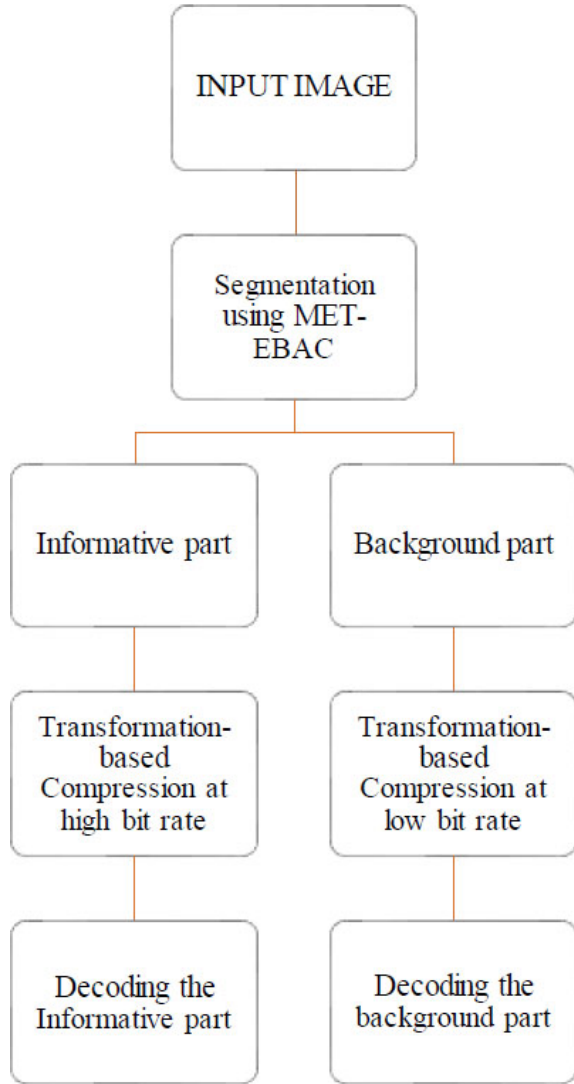 INPUT IMAGE
Segmentation
using MET-
EBAC
Informative part
Background part
Transformation-
based
Compression at
high bit rate
Transformation-
based
Compression at
low bit rate
Decoding the
Informative part
Decoding the
background part